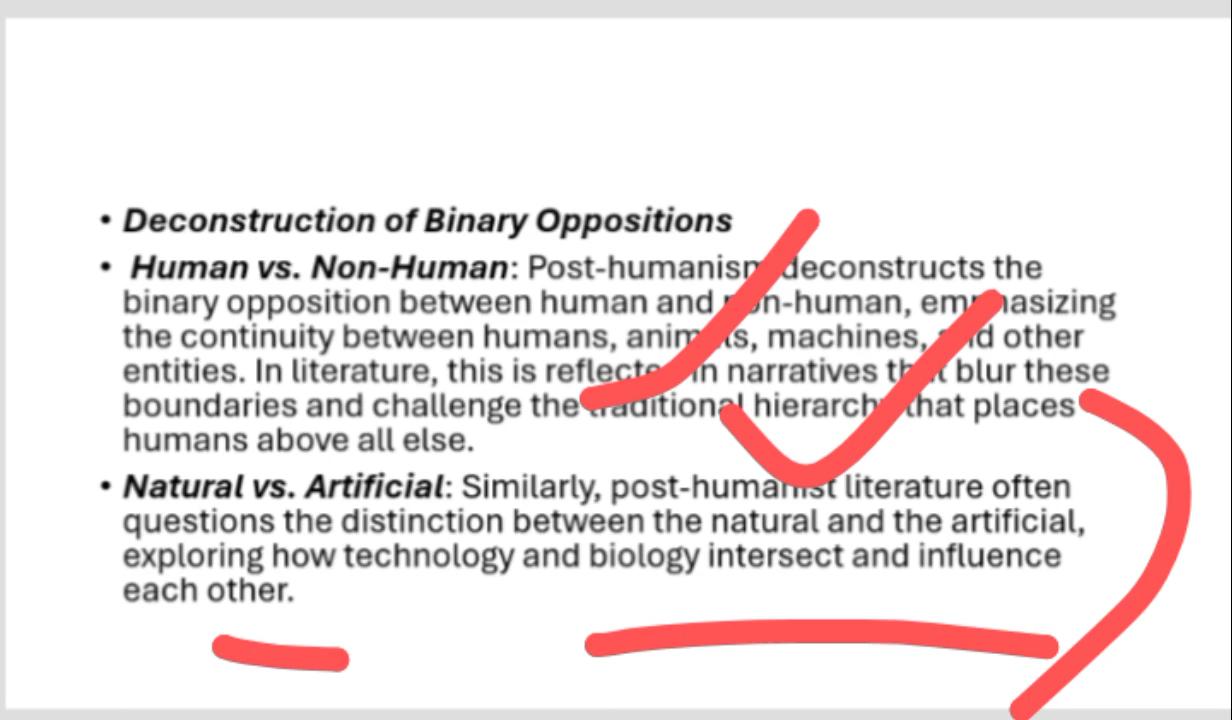 • Deconstruction of Binary Oppositions
• Human vs. Non-Human: Post-humanism deconstructs the
binary opposition between human and non-human, emphasizing
the continuity between humans, animals, machines, and other
entities. In literature, this is reflected in narratives that blur these
boundaries and challenge the traditional hierarchy that places
humans above all else.
• Natural vs. Artificial: Similarly, post-humanist literature often
questions the distinction between the natural and the artificial,
exploring how technology and biology intersect and influence
each other.